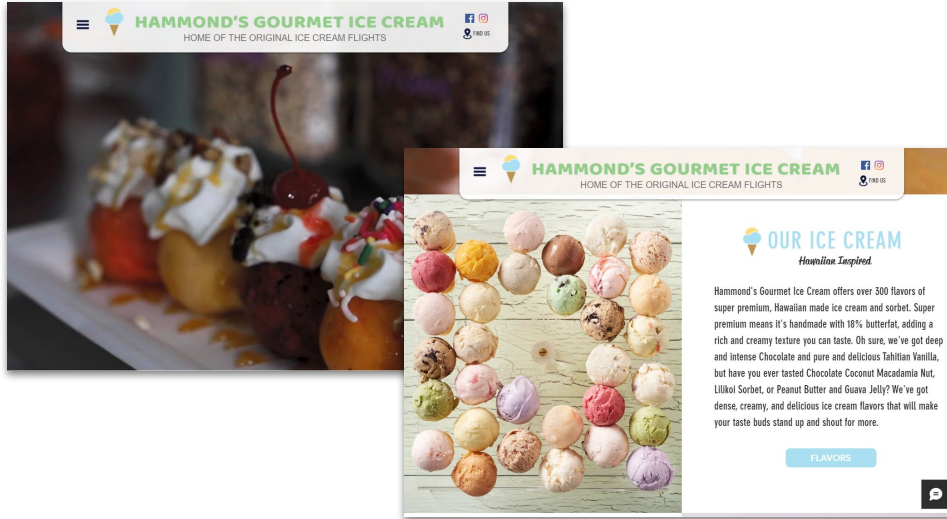 HAMMOND'S GOURMET ICE CREAM
HOME OF THE ORIGINAL ICE CREAM FLIGHTS
FIND US
HAMMOND'S GOURMET ICE CREAM
HOME OF THE ORIGINAL ICE CREAM FLIGHTS
FIND US
OUR ICE CREAM
Hawaiian Inspired
Hammond's Gourmet Ice Cream offers over 300 flavors of
super premium, Hawaiian made ice cream and sorbet. Super
premium means it's handmade with 18% butterfat, adding a
rich and creamy texture you can taste. Oh sure, we've got deep
and intense Chocolate and pure and delicious Tahitian Vanilla,
but have you ever tasted Chocolate Coconut Macadamia Nut,
Lilikoi Sorbet, or Peanut Butter and Guava Jelly? We've got
dense, creamy, and delicious ice cream flavors that will make
your taste buds stand up and shout for more.
FLAVORS